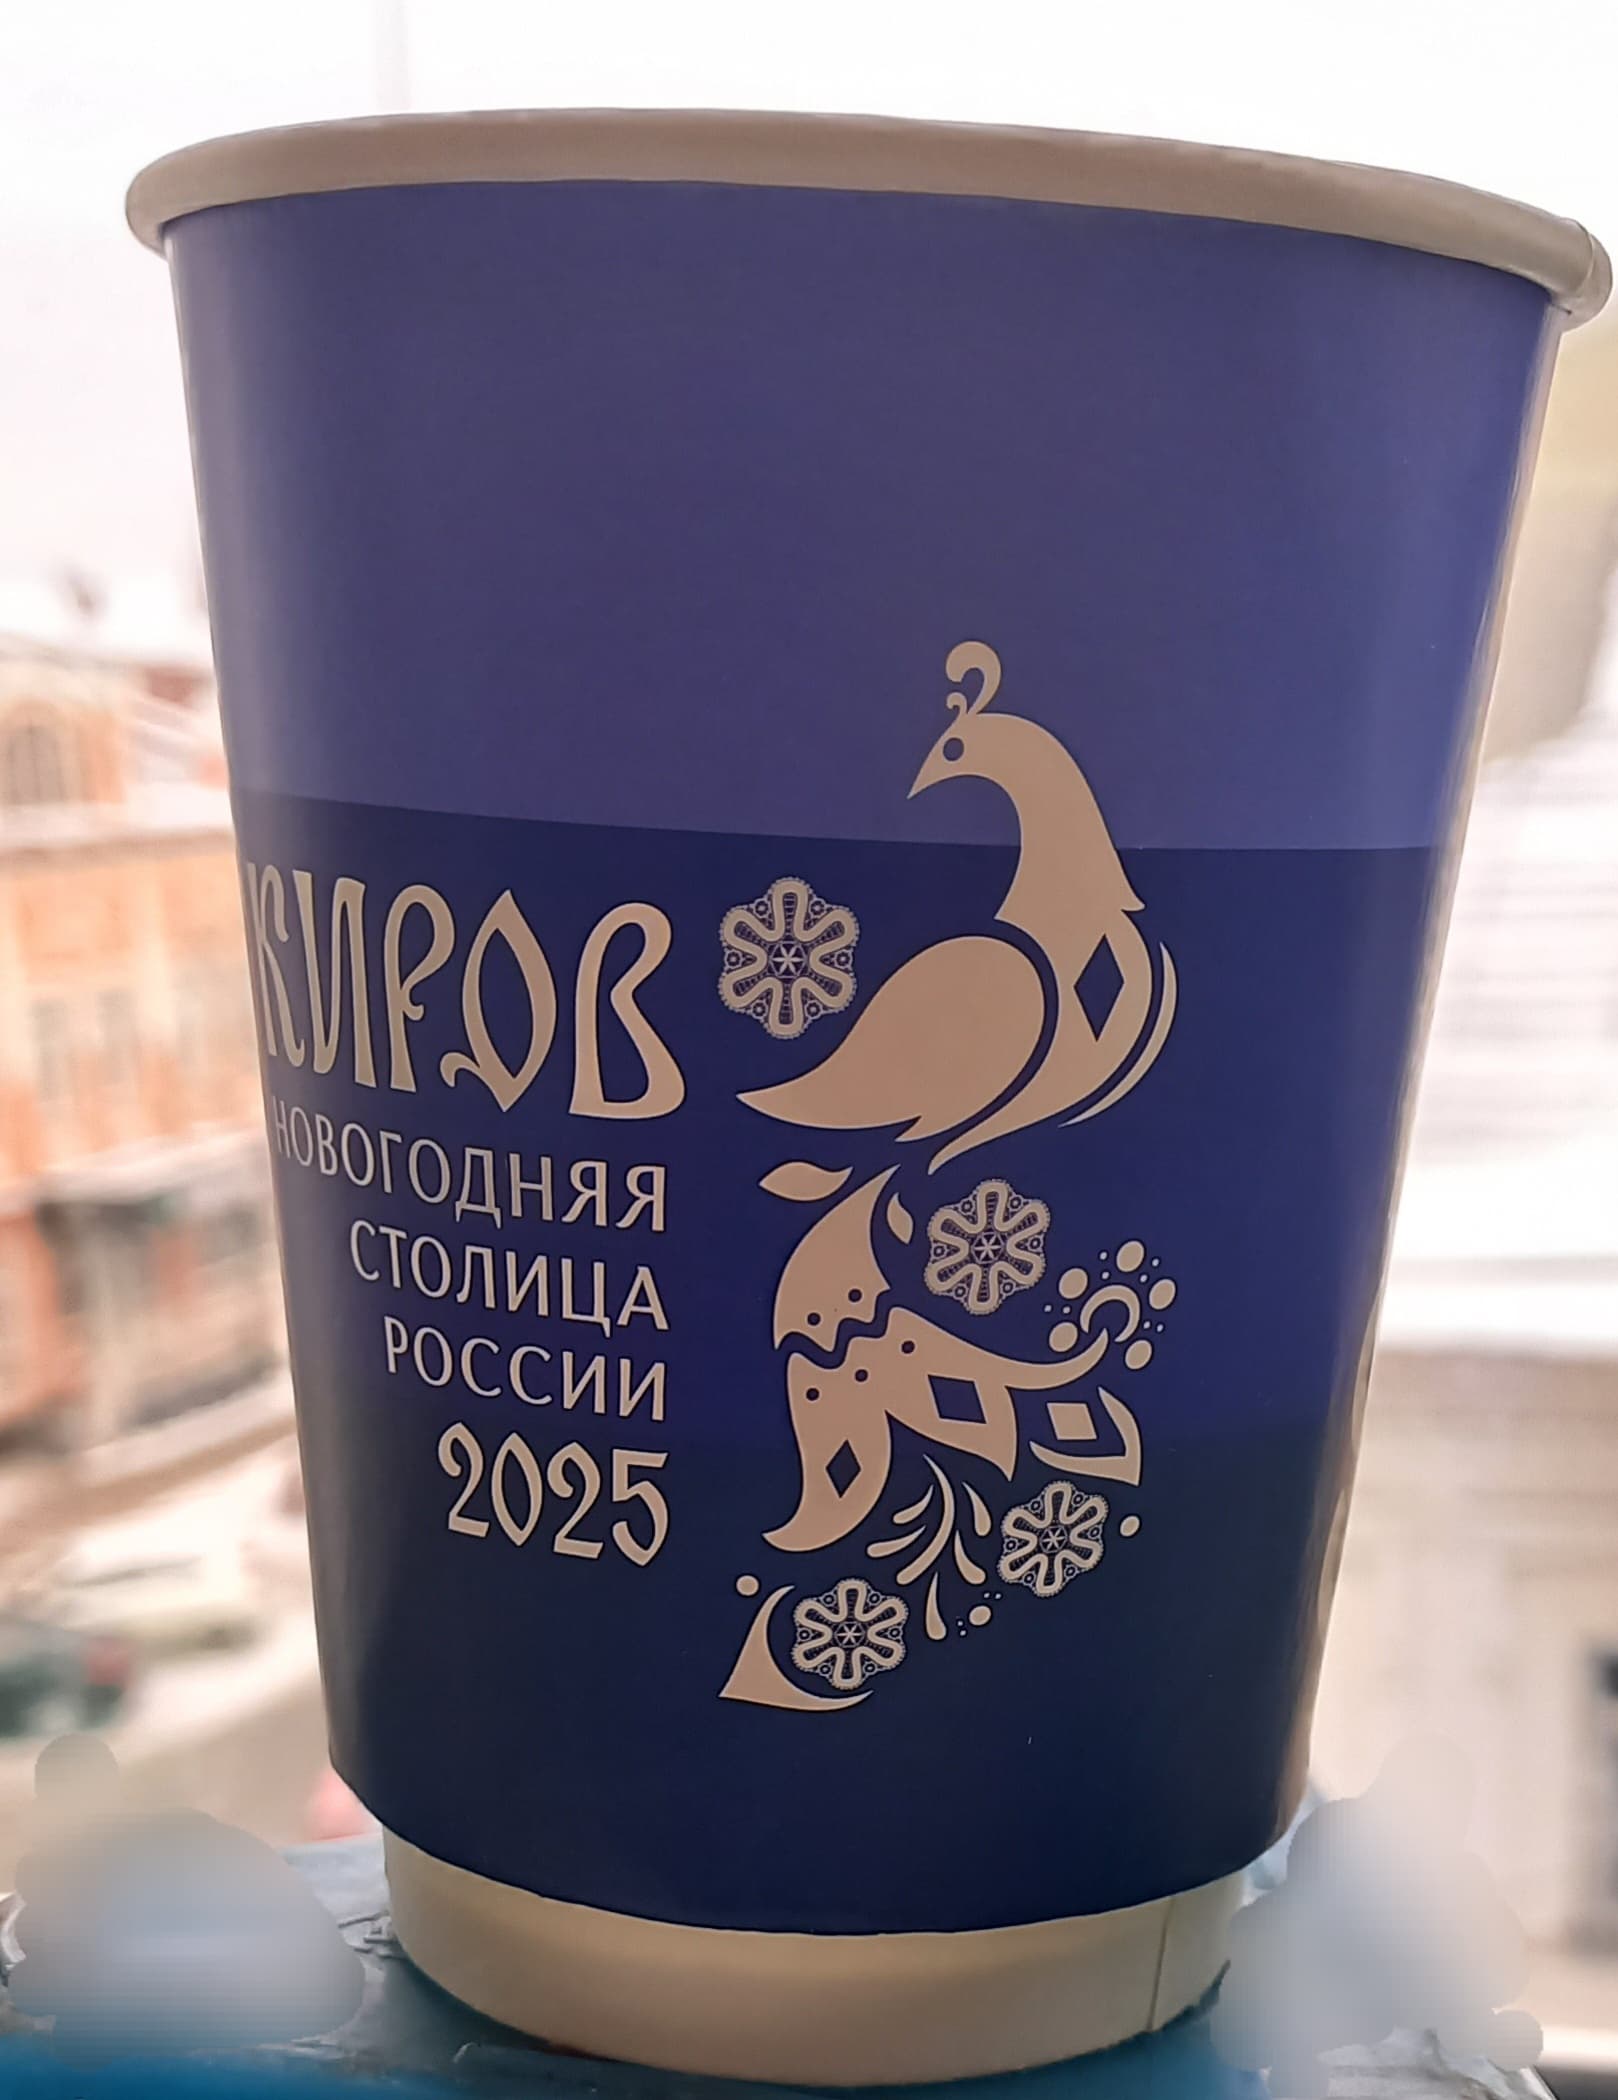 КИРОВ
НОВОГОДНЯЯ
СТОЛИЦА
РОССИИ
2025